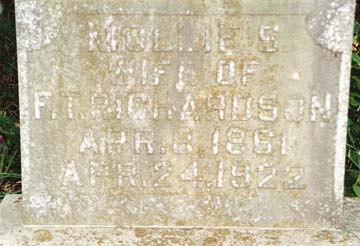 MOLLIE S.
WIFE OF
F. T. RICHARDSON
APR. 3, 1861
APR. 24, 1922